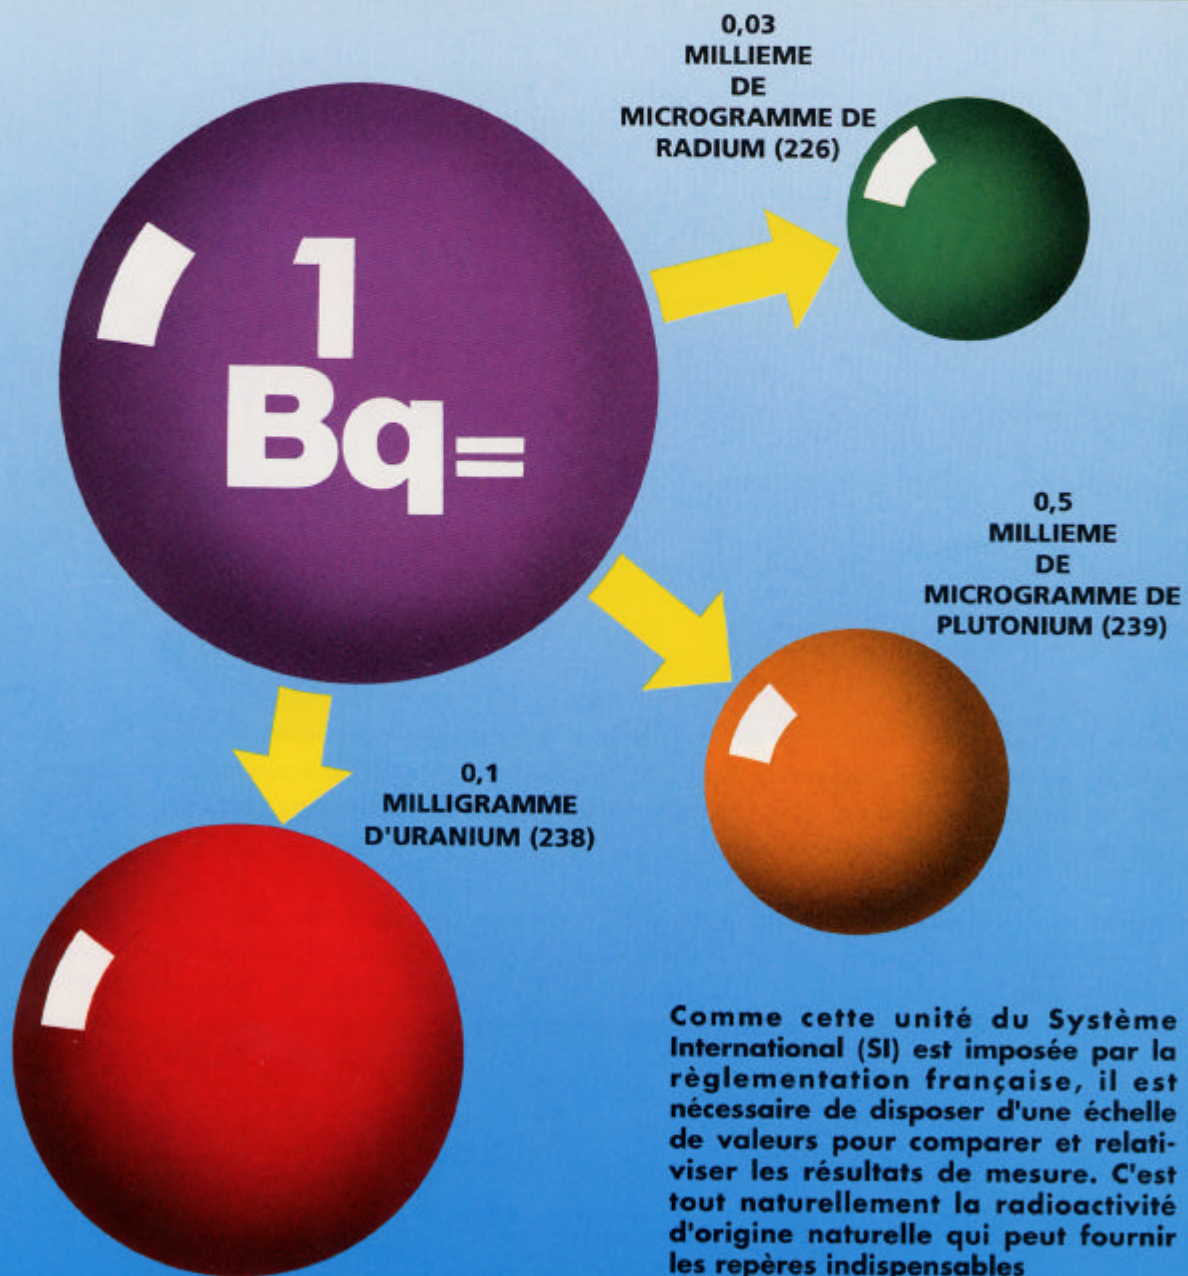 1
Bq=
0,03
MILLIEME
DE
MICROGRAMME DE
RADIUM (226)
0,5
MILLIEME
DE
MICROGRAMME DE
PLUTONIUM (239)
0,1
MILLIGRAMME
D'URANIUM (238)
Comme cette unité du Système
International (SI) est imposée par la
règlementation française, il est
nécessaire de disposer d'une échelle
de valeurs pour comparer et relati-
viser les résultats de mesure. C'est
tout naturellement la radioactivité
d'origine naturelle qui peut fournir
les repères indispensables